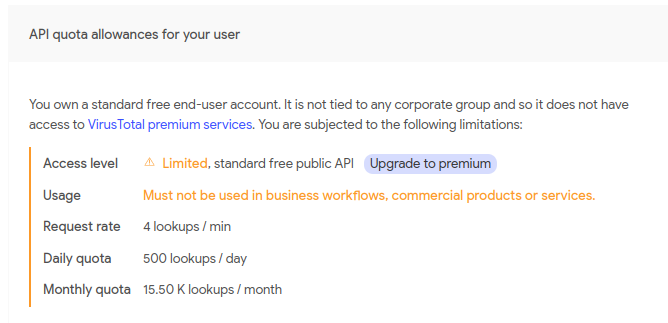 API quota allowances for your user
You own a standard free end-user account. It is not tied to any corporate group and so it does not have
access to VirusTotal premium services. You are subjected to the following limitations:
Access level ⚠ Limited, standard free public API Upgrade to premium
Usage Must not be used in business workflows, commercial products or services.
Request rate 4 lookups / min
Daily quota 500 lookups / day
Monthly quota 15.50 K lookups / month